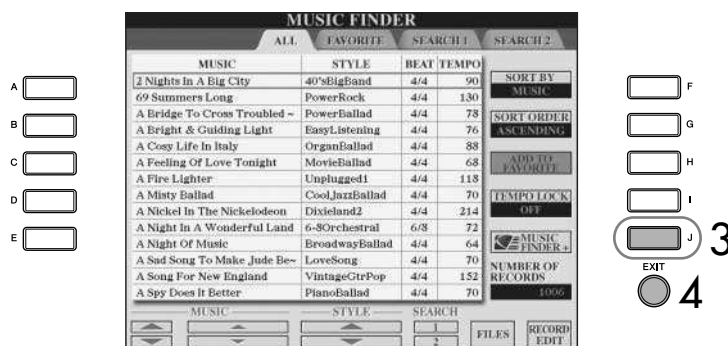 MUSIC FINDER
ALL FAVORITE SEARCH 1 SEARCH 2
MUSIC STYLE BEAT TEMPO
2 Nights In A Big City 40'sBigBand 4/4 90
69 Summers Long PowerRock 4/4 130
A Bridge To Cross Troubled ~ PowerBallad 4/4 78
A Bright & Guiding Light EasyListening 4/4 76
A Cosy Life In Italy OrganBallad 4/4 88
A Feeling Of Love Tonight MovieBallad 4/4 68
A Fire Lighter Unplugged1 4/4 118
A Misty Ballad CoolJazzBallad 4/4 70
A Nickel In The Nickelodeon Dixieland2 4/4 214
A Night In A Wonderful Land 6-8Orchestral 6/8 72
A Night Of Music BroadwayBallad 4/4 64
A Sad Song To Make Jude Be~ LoveSong 4/4 70
A Song For New England VintageGtrPop 4/4 152
A Spy Does It Better PianoBallad 4/4 70
SORT BY
MUSIC
SORT ORDER
ASCENDING
ADD TO
FAVORITE
TEMPO LOCK
OFF
MUSIC
FINDER +
NUMBER OF
RECORDS
1006
MUSIC STYLE SEARCH
1
2
FILES
RECORD
EDIT
A
B
C
D
E
F
G
H
I
J
3
EXIT
4